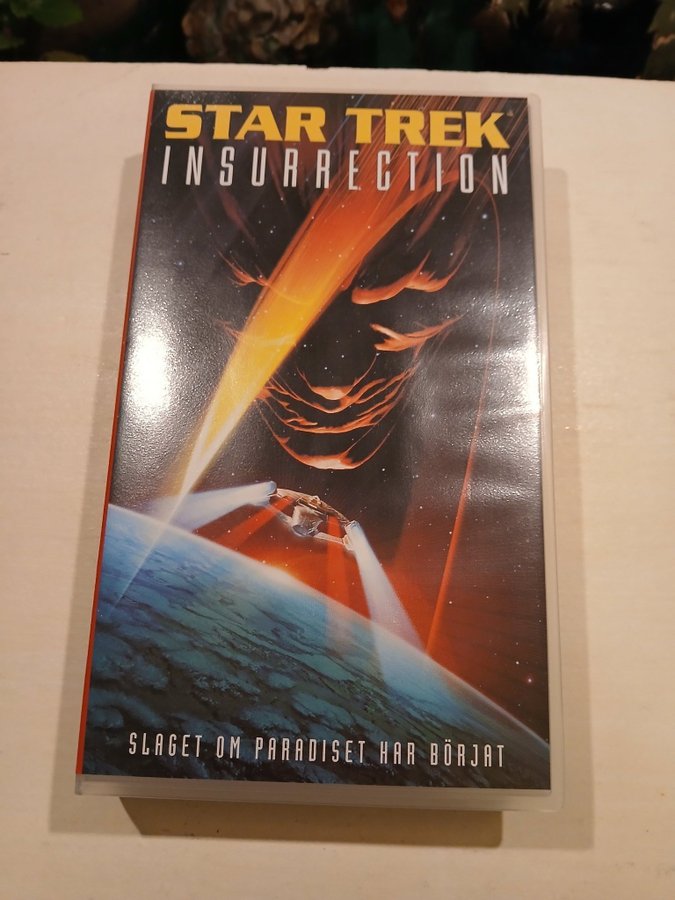 STAR TREK
INSURRECTION
SLAGET OM PARADISET HAR BÖRJAT